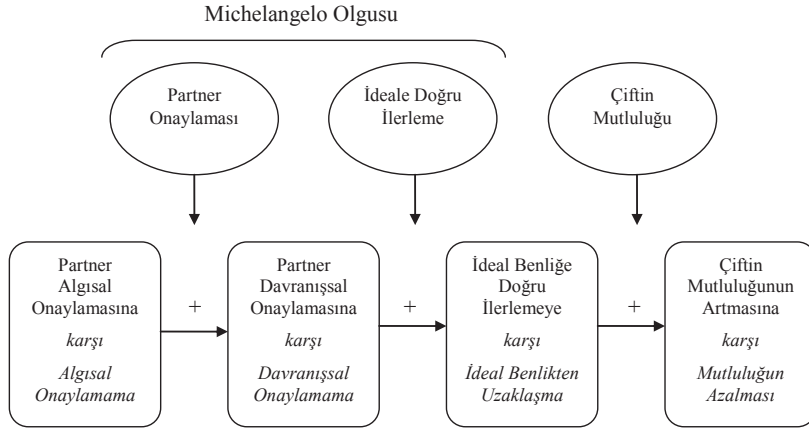 Michelangelo Olgusu
Partner
Onaylaması
İdeale Doğru
İlerleme
Çiftin
Mutluluğu
Partner
Algısal
Onaylamasına
karşı
Algısal
Onaylamama
+
Partner
Davranışsal
Onaylamasına
karşı
Davranışsal
Onaylamama
+
İdeal Benliğe
Doğru
İlerlemeye
karşı
İdeal Benlikten
Uzaklaşma
+
Çiftin
Mutluluğunun
Artmasına
karşı
Mutluluğun
Azalması